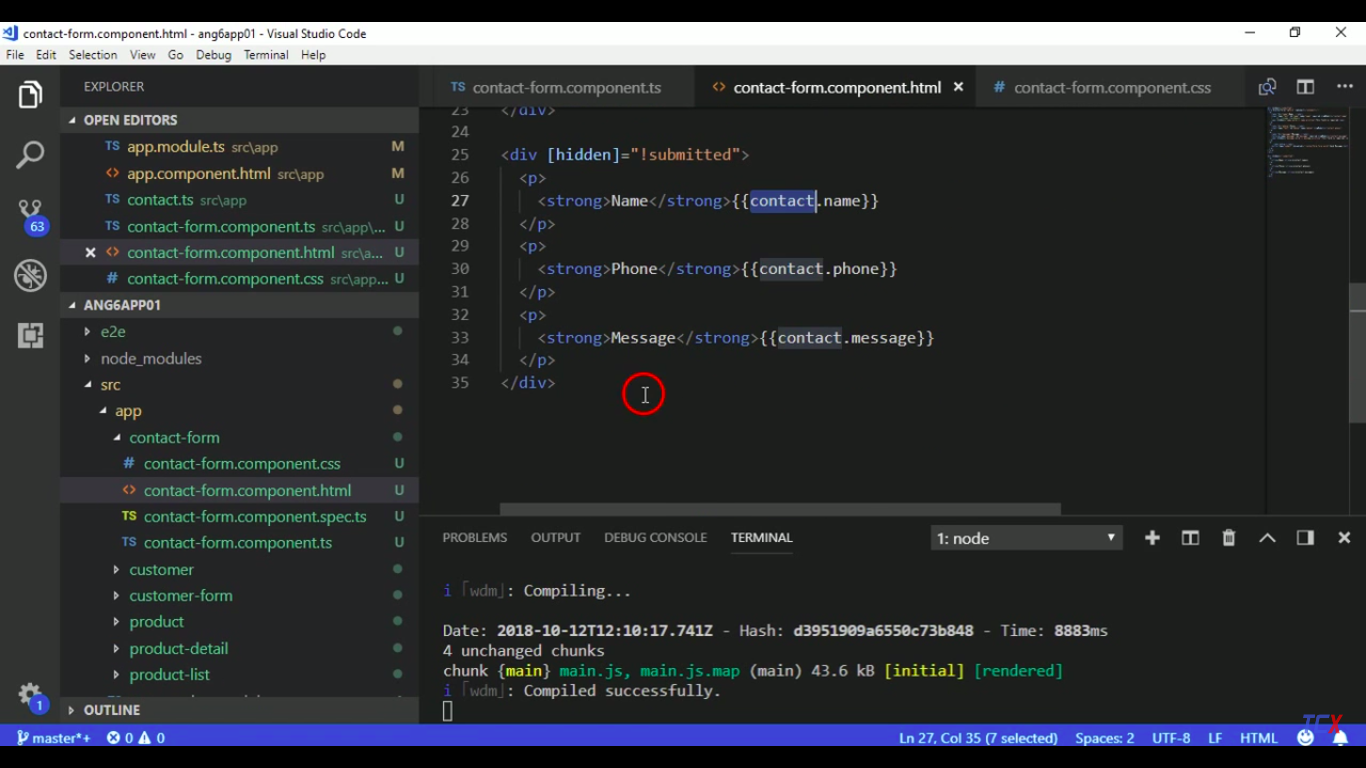 contact-form.component.html - ang6app01 - Visual Studio Code
File Edit Selection View Go Debug Terminal Help
EXPLORER
OPEN EDITORS
TS app.module.ts src\app M
<> app.component.html src\app M
TS contact.ts src\app U
TS contact-form.component.ts src\app\... U
<> contact-form.component.html src\a... U
# contact-form.component.css src\app... U
ANG6APP01
e2e
node_modules
src
app
contact-form
# contact-form.component.css U
<> contact-form.component.html U
TS contact-form.component.spec.ts U
TS contact-form.component.ts U
customer
customer-form
product
product-detail
product-list
OUTLINE
63
1
TS contact-form.component.ts
<> contact-form.component.html
# contact-form.component.css
23 </div>
24
25 <div [hidden]="!submitted">
26 <p>
27 <strong>Name</strong>{{contact.name}}
28 </p>
29 <p>
30 <strong>Phone</strong>{{contact.phone}}
31 </p>
32 <p>
33 <strong>Message</strong>{{contact.message}}
34 </p>
35 </div>
PROBLEMS OUTPUT DEBUG CONSOLE TERMINAL 1: node
i 「wdm」: Compiling...
Date: 2018-10-12T12:10:17.741Z - Hash: d3951909a6550c73b848 - Time: 8883ms
4 unchanged chunks
chunk {main} main.js, main.js.map (main) 43.6 kB [initial] [rendered]
i 「wdm」: Compiled successfully.
TCX
master*+ 0 0 Ln 27, Col 35 (7 selected) Spaces: 2 UTF-8 LF HTML